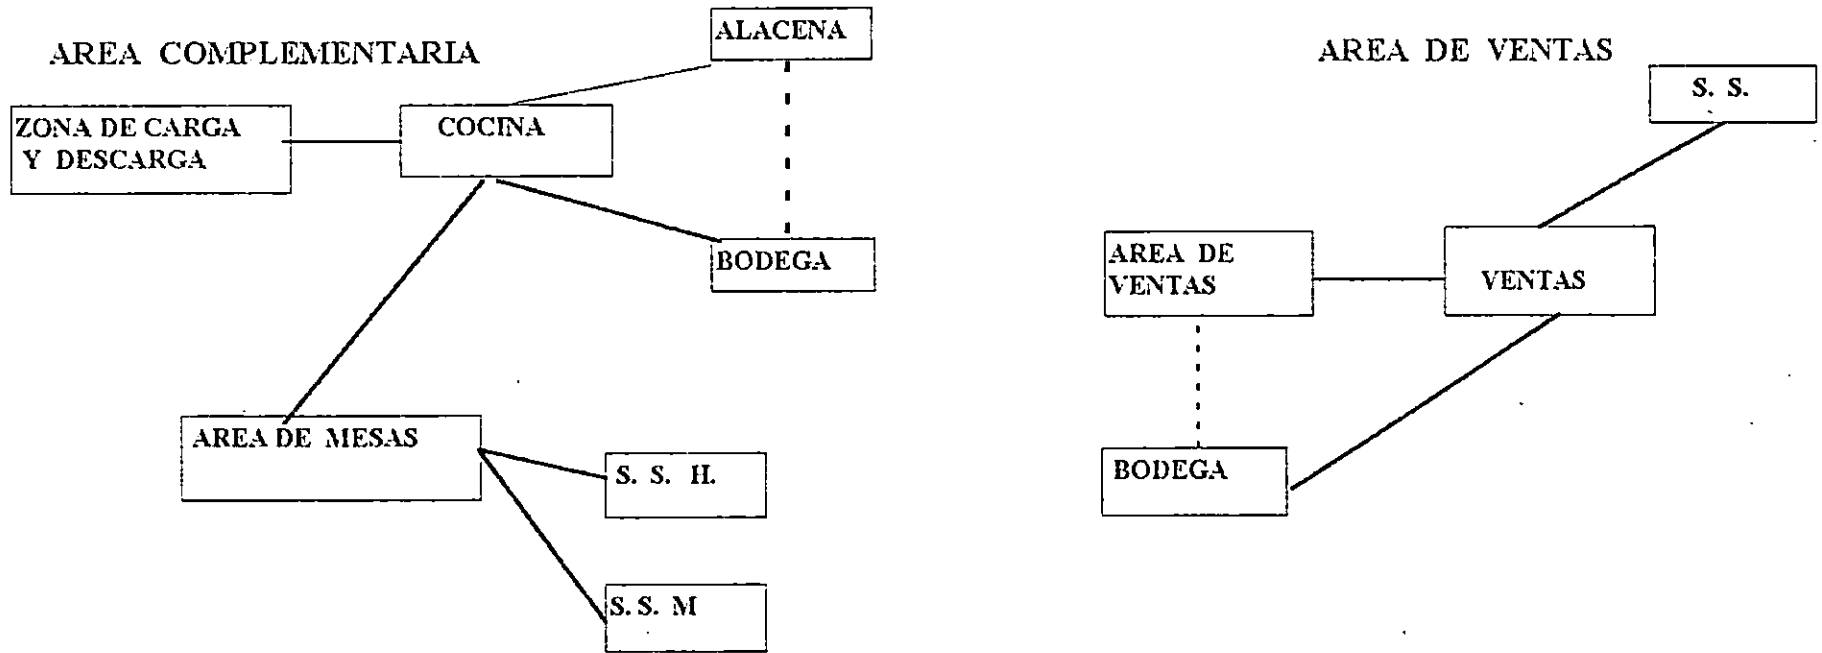 AREA COMPLEMENTARIA
ALACENA
ZONA DE CARGA
Y DESCARGA
COCINA
BODEGA
AREA DE MESAS
S. S. H.
S. S. M
AREA DE VENTAS
S. S.
AREA DE
VENTAS
VENTAS
BODEGA